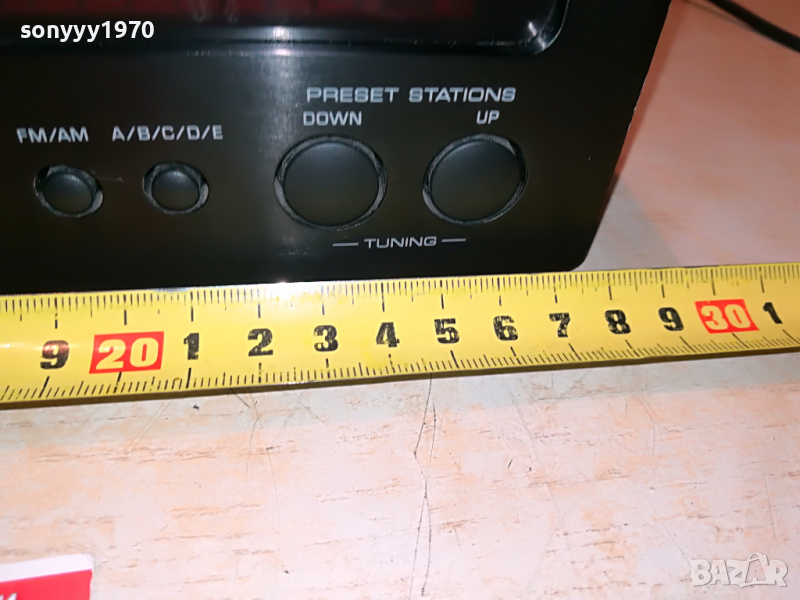 sonyyy1970
PRESET STATIONS
DOWN UP
FM/AM A/B/C/D/E
— TUNING —
9 20 1 2 3 4 5 6 7 8 9 30 1
BAZAR